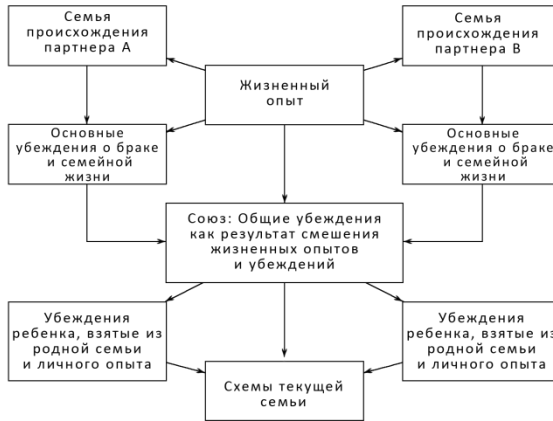 Семья
происхождения
партнера А
Семья
происхождения
партнера В
Жизненный
опыт
Основные
убеждения о браке
и семейной
жизни
Основные
убеждения о браке
и семейной
жизни
Союз: Общие убеждения
как результат смешения
жизненных опытов
и убеждений
Убеждения
ребенка, взятые из
родной семьи
и личного опыта
Убеждения
ребенка, взятые из
родной семьи
и личного опыта
Схемы текущей
семьи